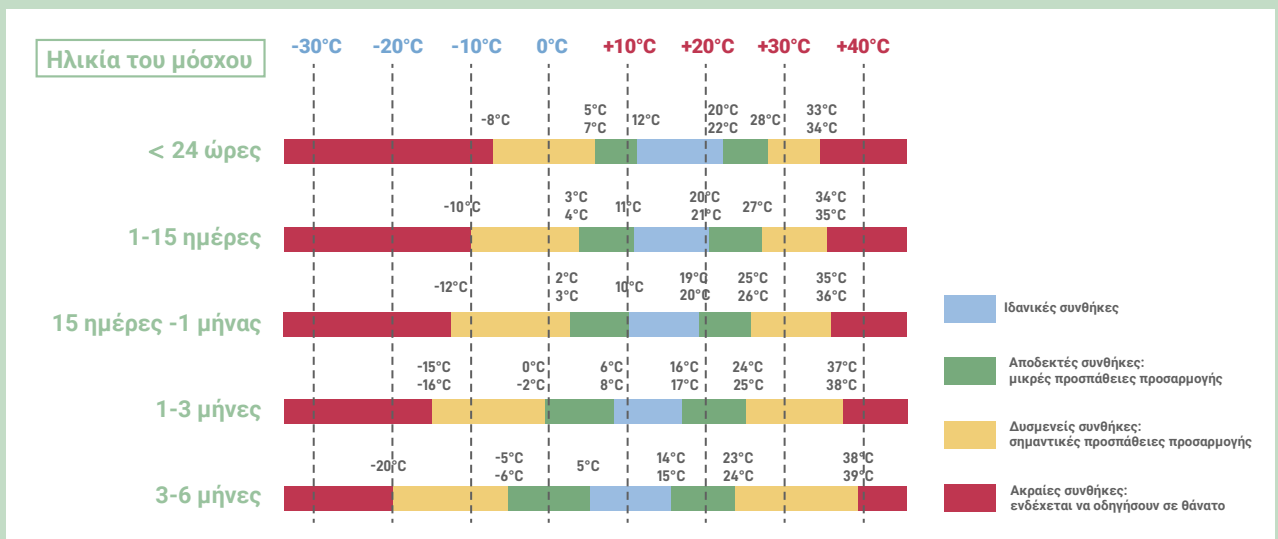 Ηλικία του μόσχου
-30°C -20°C -10°C 0°C +10°C +20°C +30°C +40°C
-8°C 5°C 7°C 12°C 20°C 22°C 28°C 33°C 34°C
< 24 ώρες
-10°C 3°C 4°C 11°C 20°C 21°C 27°C 34°C 35°C
1-15 ημέρες
-12°C 2°C 3°C 10°C 19°C 20°C 25°C 26°C 35°C 36°C
15 ημέρες -1 μήνας
-15°C -16°C 0°C -2°C 6°C 8°C 16°C 17°C 24°C 25°C 37°C 38°C
1-3 μήνες
-20°C -5°C -6°C 5°C 14°C 15°C 23°C 24°C 38°C 39°C
3-6 μήνες
Ιδανικές συνθήκες
Αποδεκτές συνθήκες:
μικρές προσπάθειες προσαρμογής
Δυσμενείς συνθήκες:
σημαντικές προσπάθειες προσαρμογής
Ακραίες συνθήκες:
ενδέχεται να οδηγήσουν σε θάνατο